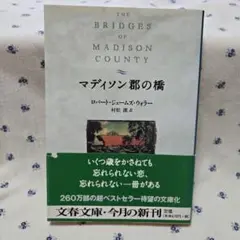 THE
BRIDGES
OF
MADISON
COUNTY
マディソン郡の橋
ロバート・ジェームズ・ウォラー
村松 潔 訳
いくつ歳をかさねても
忘れられない恋、
忘れられない一冊がある
260万部の超ベストセラー待望の文庫化
文春文庫・今月の新刊
文春